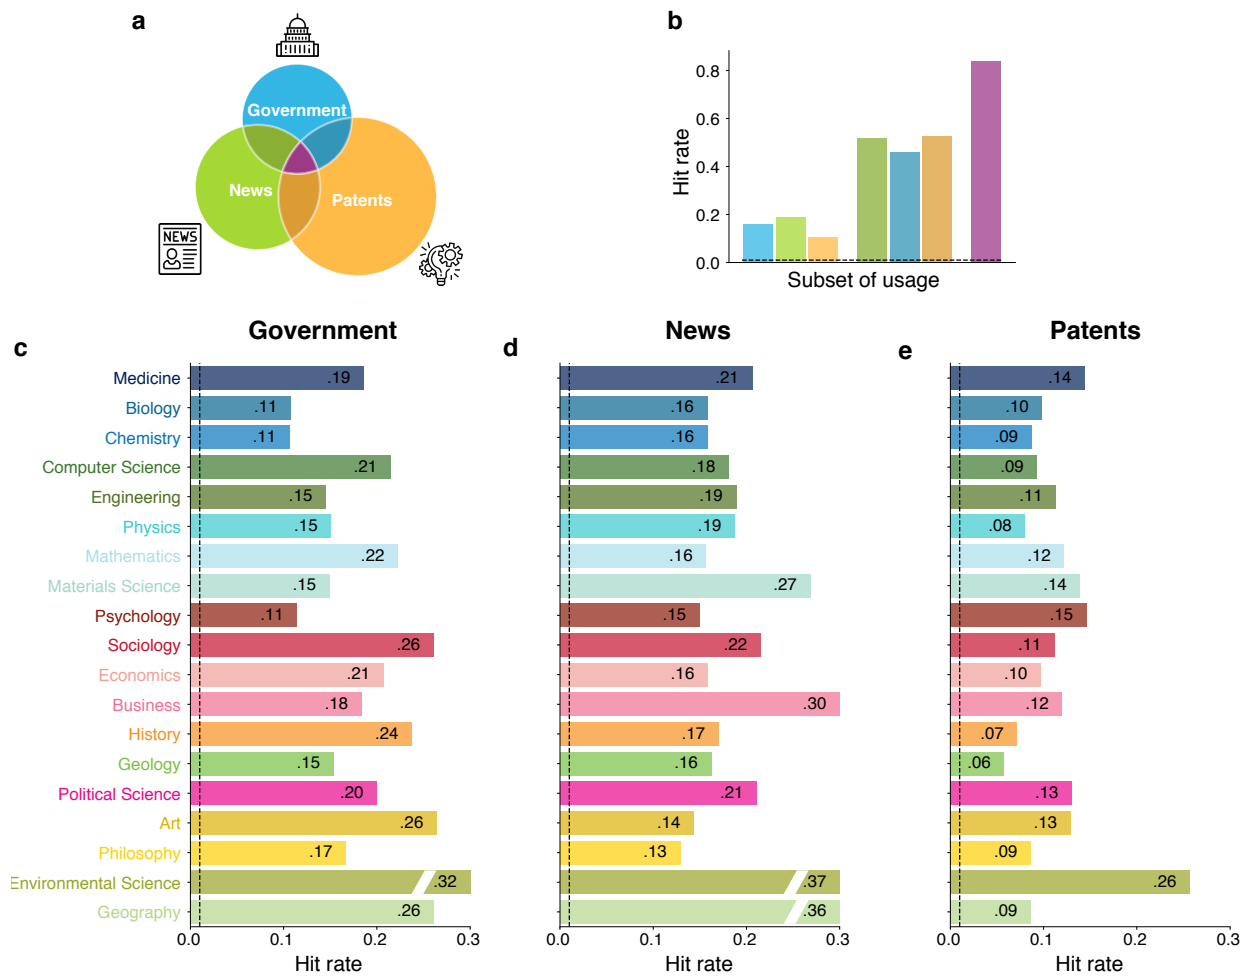 a
Government
News
Patents
NEWS
b
Hit rate
0.8
0.6
0.4
0.2
0.0
Subset of usage
c
Government
Medicine
Biology
Chemistry
Computer Science
Engineering
Physics
Mathematics
Materials Science
Psychology
Sociology
Economics
Business
History
Geology
Political Science
Art
Philosophy
Environmental Science
Geography
.19
.11
.11
.21
.15
.15
.22
.15
.11
.26
.21
.18
.24
.15
.20
.26
.17
.32
.26
0.0 0.1 0.2 0.3
Hit rate
d
News
.21
.16
.16
.18
.19
.19
.16
.27
.15
.22
.16
.30
.17
.16
.21
.14
.13
.37
.36
0.0 0.1 0.2 0.3
Hit rate
e
Patents
.14
.10
.09
.09
.11
.08
.12
.14
.15
.11
.10
.12
.07
.06
.13
.13
.09
.26
.09
0.0 0.1 0.2 0.3
Hit rate